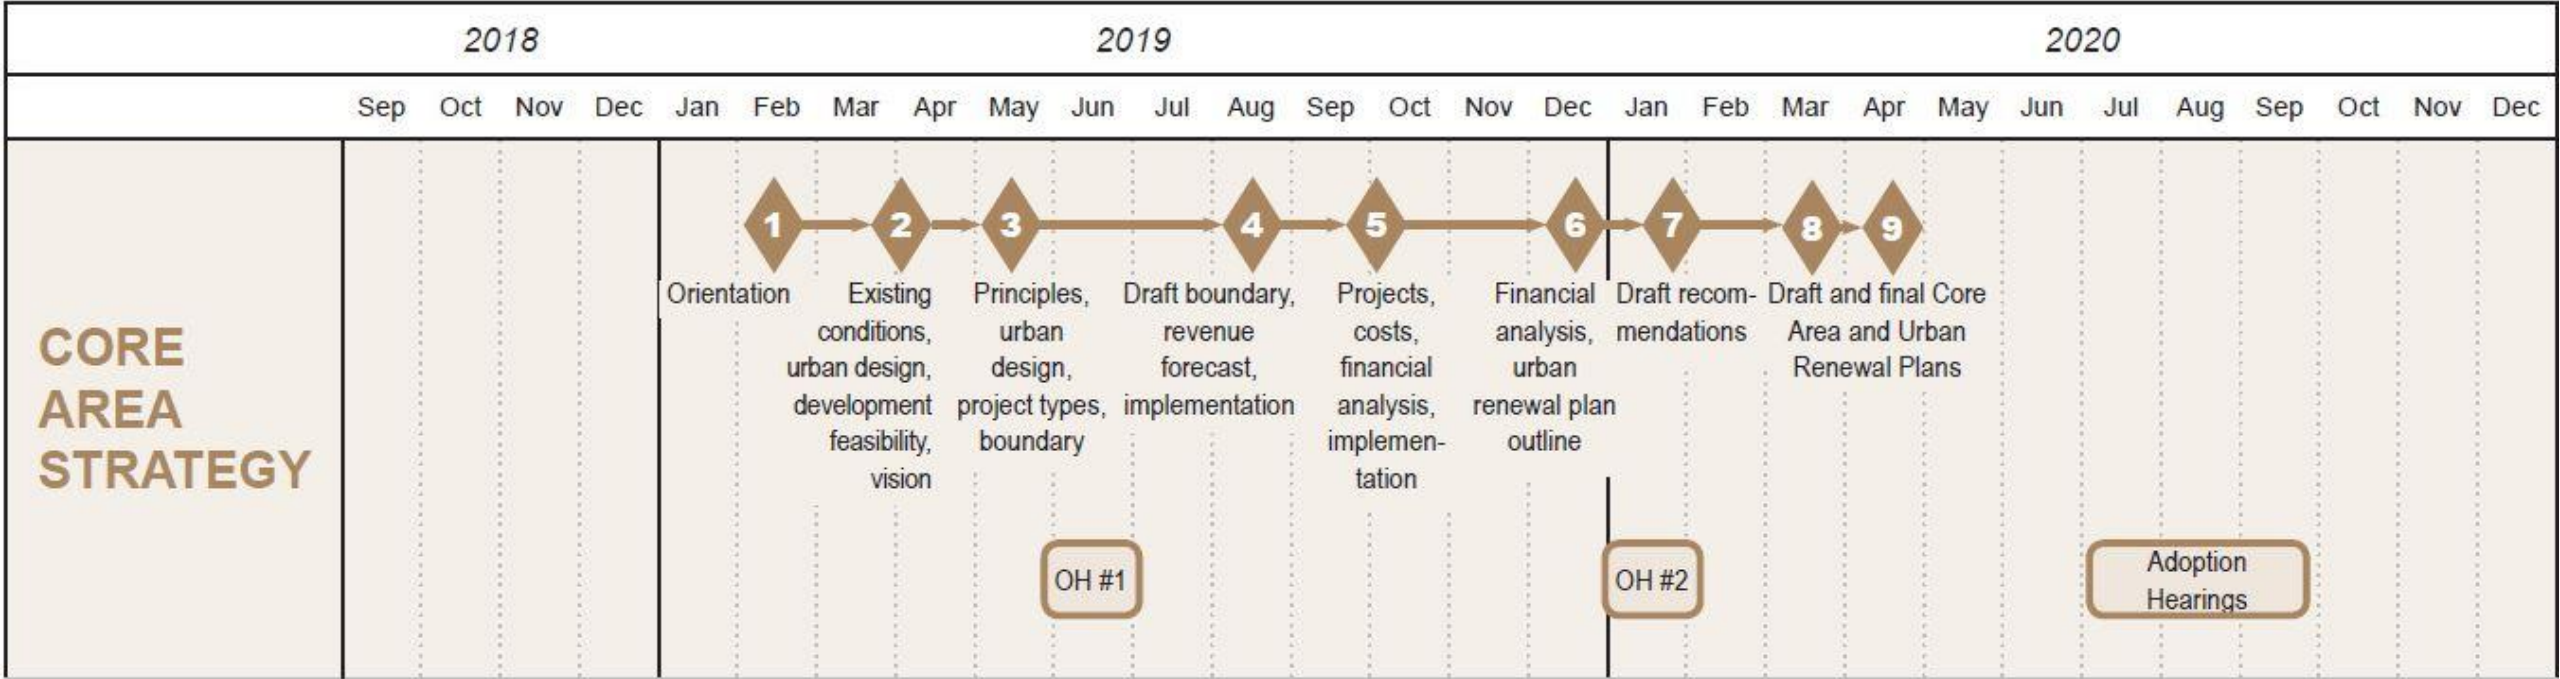 2018 2019 2020
Sep Oct Nov Dec Jan Feb Mar Apr May Jun Jul Aug Sep Oct Nov Dec Jan Feb Mar Apr May Jun Jul Aug Sep Oct Nov Dec
CORE
AREA
STRATEGY
1 2 3 4 5 6 7 8 9
Orientation
Existing
conditions,
urban design,
development
feasibility,
vision
Principles,
urban
design,
project types,
boundary
Draft boundary,
revenue
forecast,
implementation
Projects,
costs,
financial
analysis,
implemen-
tation
Financial
analysis,
urban
renewal plan
outline
Draft recom-
mendations
Draft and final Core
Area and Urban
Renewal Plans
OH #1
OH #2
Adoption
Hearings